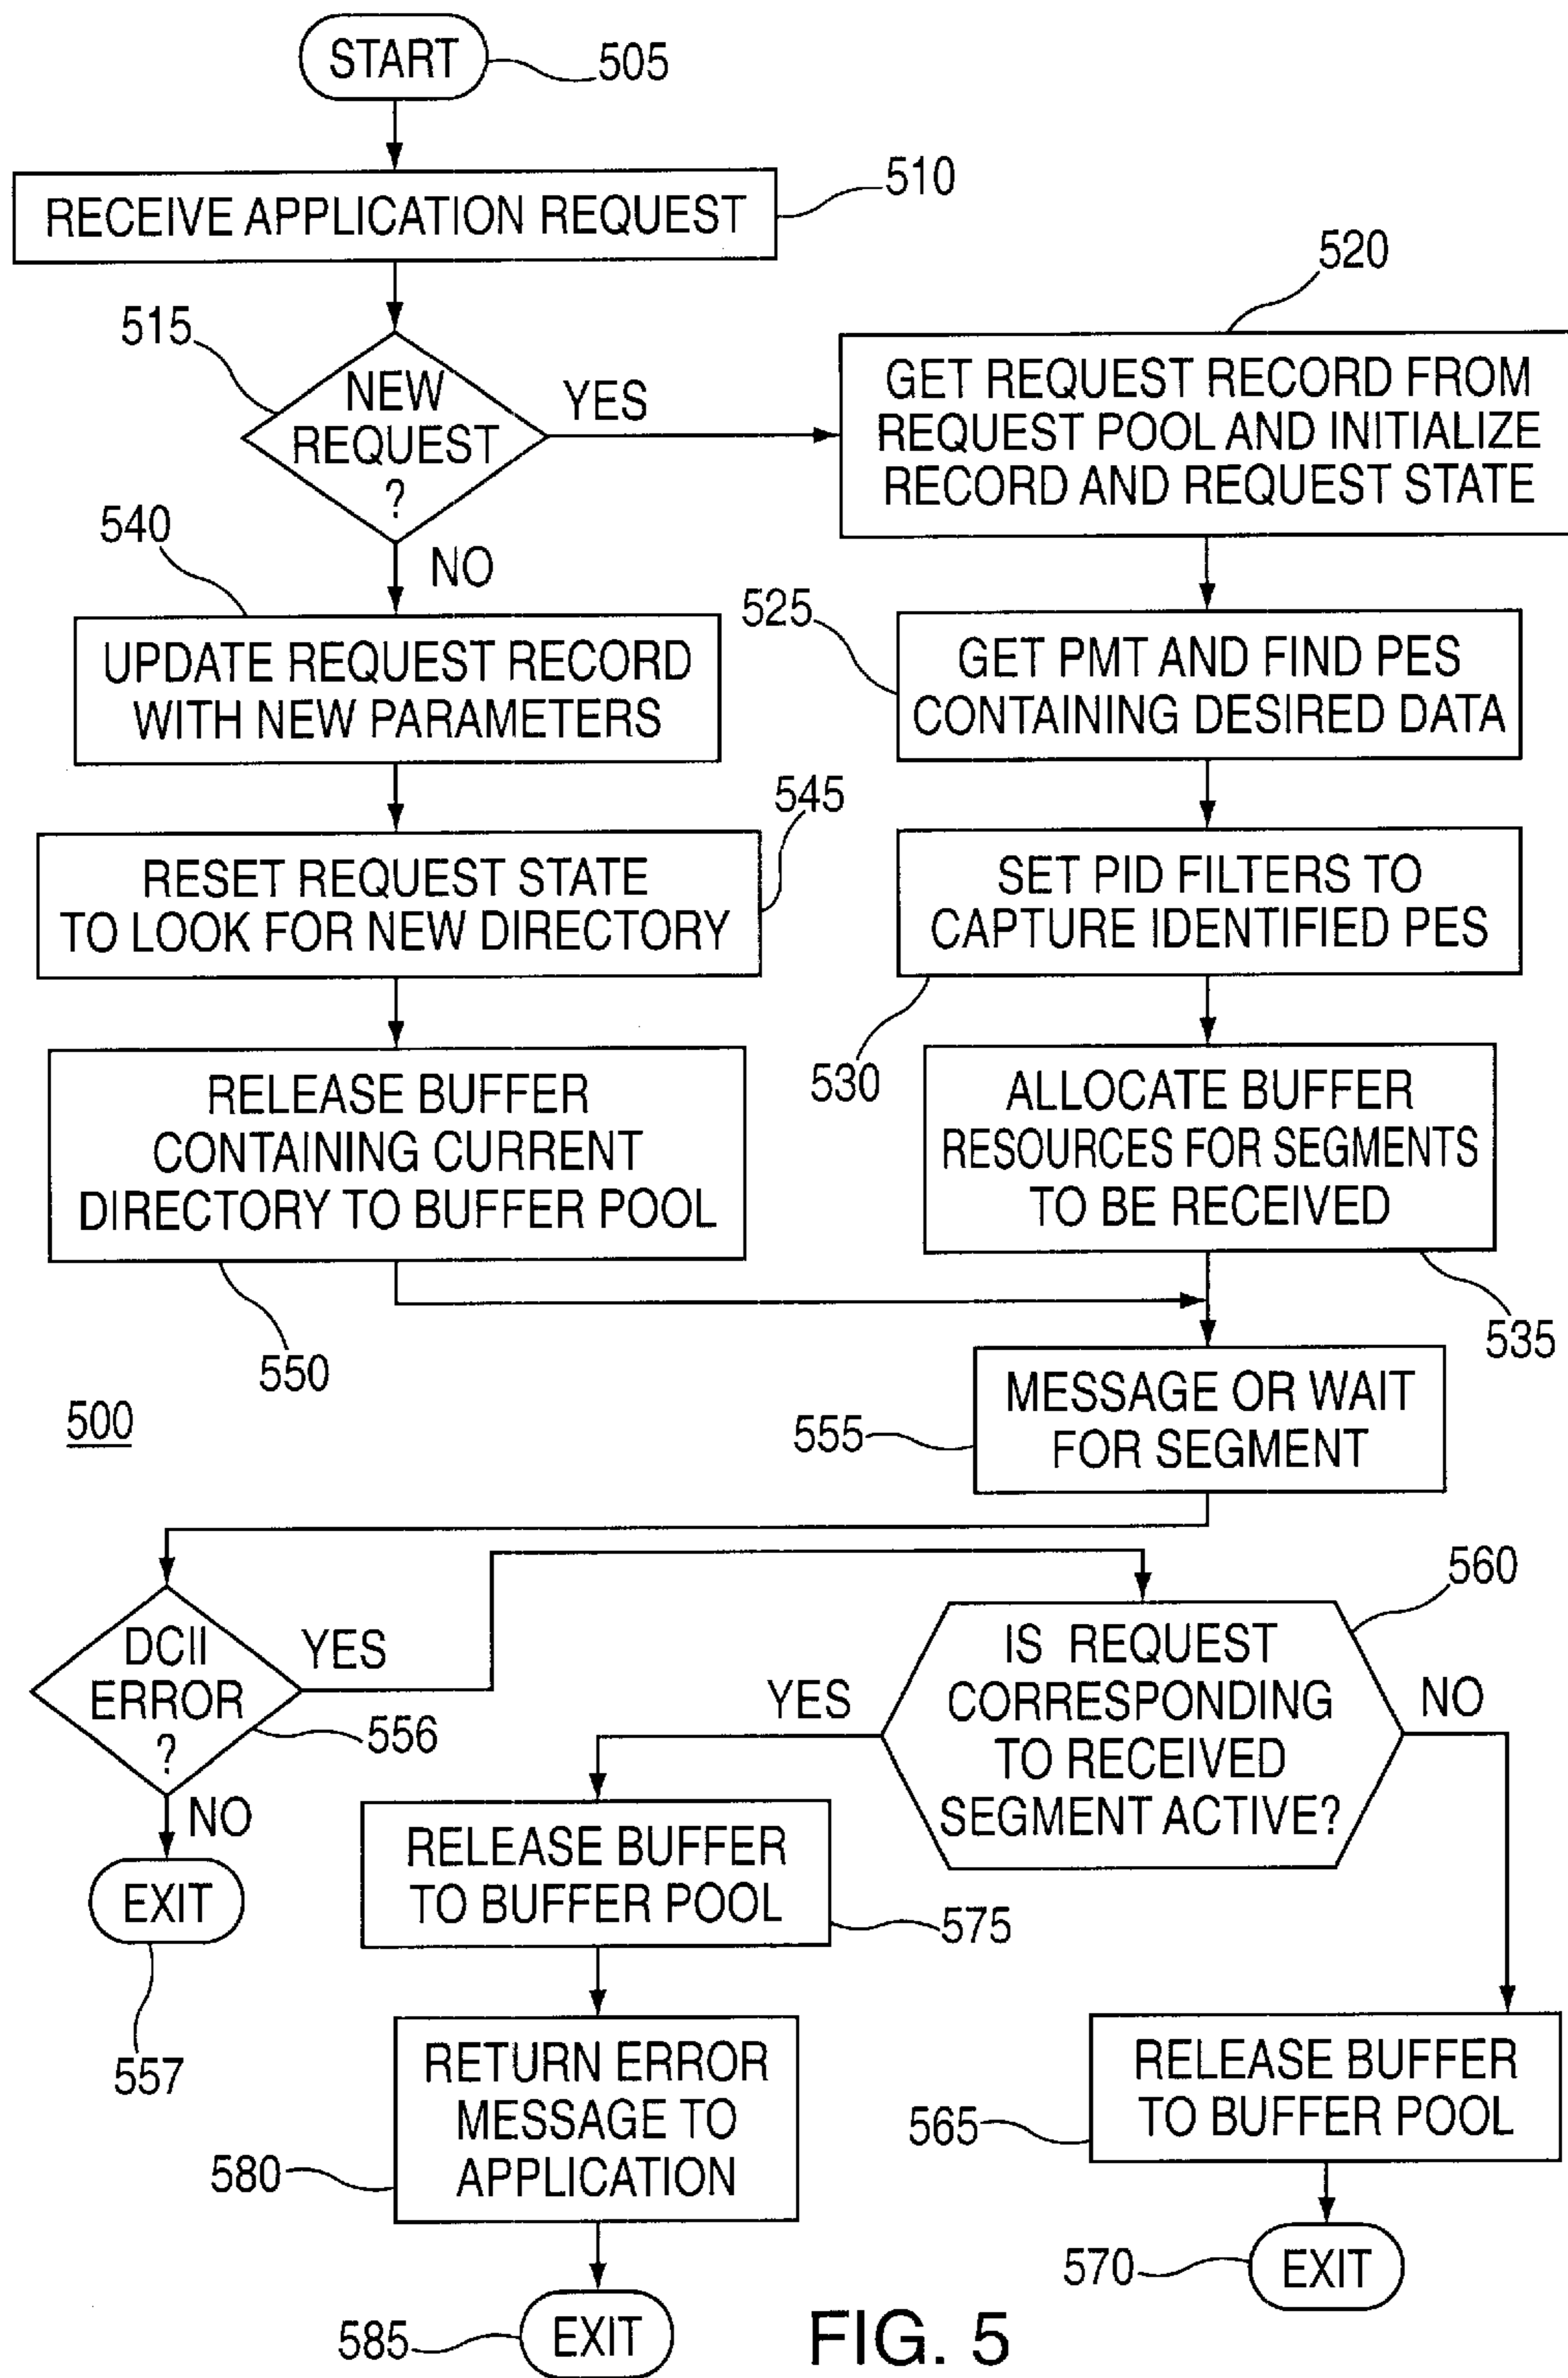 START
505
RECEIVE APPLICATION REQUEST
510
515
NEW
REQUEST
?
YES
NO
520
GET REQUEST RECORD FROM
REQUEST POOL AND INITIALIZE
RECORD AND REQUEST STATE
540
UPDATE REQUEST RECORD
WITH NEW PARAMETERS
525
GET PMT AND FIND PES
CONTAINING DESIRED DATA
545
RESET REQUEST STATE
TO LOOK FOR NEW DIRECTORY
SET PID FILTERS TO
CAPTURE IDENTIFIED PES
530
RELEASE BUFFER
CONTAINING CURRENT
DIRECTORY TO BUFFER POOL
550
ALLOCATE BUFFER
RESOURCES FOR SEGMENTS
TO BE RECEIVED
535
500
555
MESSAGE OR WAIT
FOR SEGMENT
DCII
ERROR
?
YES
556
NO
EXIT
557
560
IS REQUEST
CORRESPONDING
TO RECEIVED
SEGMENT ACTIVE?
YES
NO
RELEASE BUFFER
TO BUFFER POOL
575
RETURN ERROR
MESSAGE TO
APPLICATION
580
RELEASE BUFFER
TO BUFFER POOL
565
570
EXIT
585
EXIT
FIG. 5